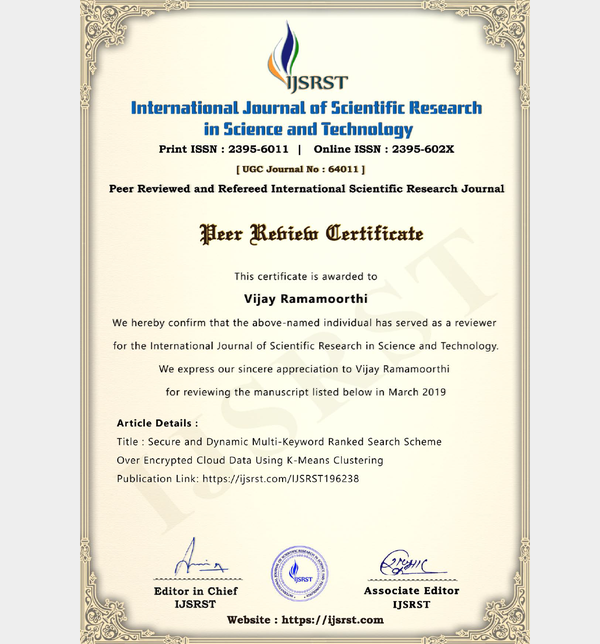 IJSRST
International Journal of Scientific Research
in Science and Technology
Print ISSN : 2395-6011 | Online ISSN : 2395-602X
[ UGC Journal No : 64011 ]
Peer Reviewed and Refereed International Scientific Research Journal
Peer Review Certificate
This certificate is awarded to
Vijay Ramamoorthi
We hereby confirm that the above-named individual has served as a reviewer
for the International Journal of Scientific Research in Science and Technology.
We express our sincere appreciation to Vijay Ramamoorthi
for reviewing the manuscript listed below in March 2019
IJSRST
Article Details :
Title : Secure and Dynamic Multi-Keyword Ranked Search Scheme
Over Encrypted Cloud Data Using K-Means Clustering
Publication Link: https://ijsrst.com/IJSRST196238
IJSRST
Editor in Chief
IJSRST
Associate Editor
IJSRST
Website : https://ijsrst.com